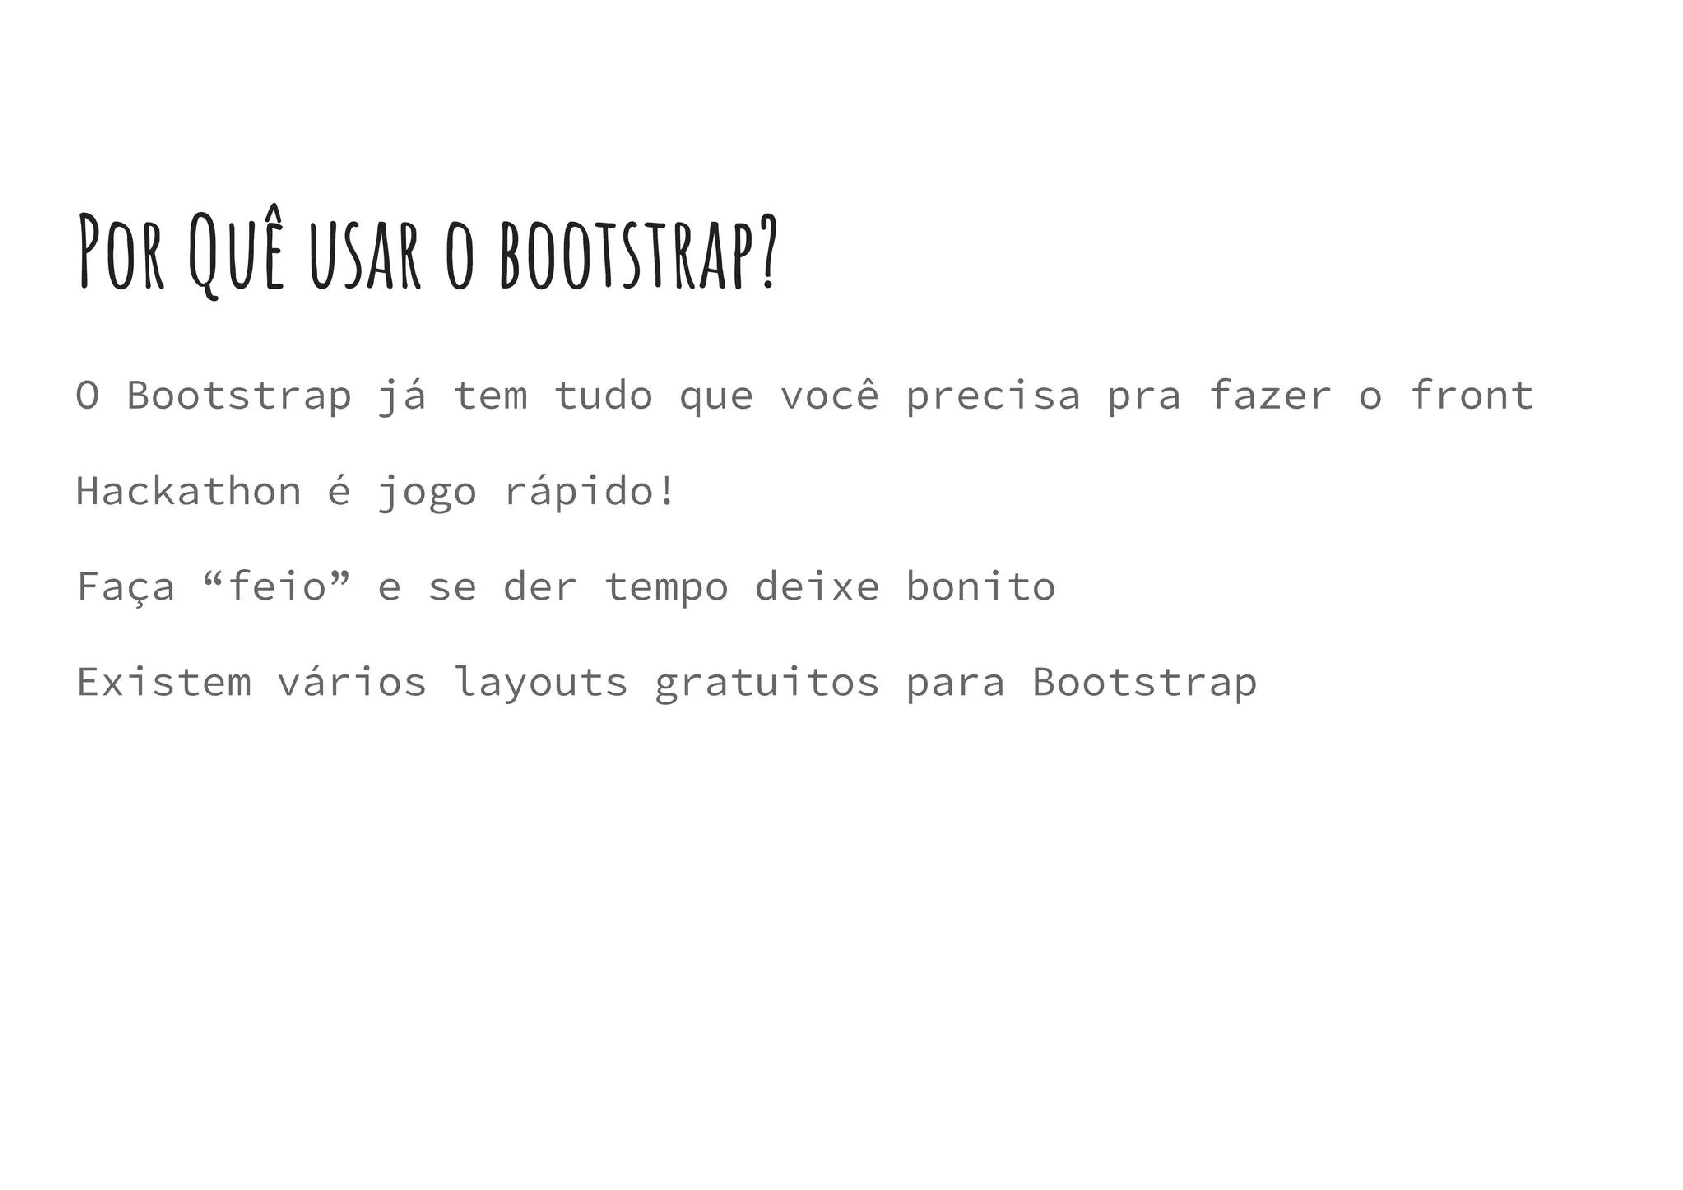 Por Quê usar o bootstrap?
O Bootstrap já tem tudo que você precisa pra fazer o front
Hackathon é jogo rápido!
Faça “feio” e se der tempo deixe bonito
Existem vários layouts gratuitos para Bootstrap